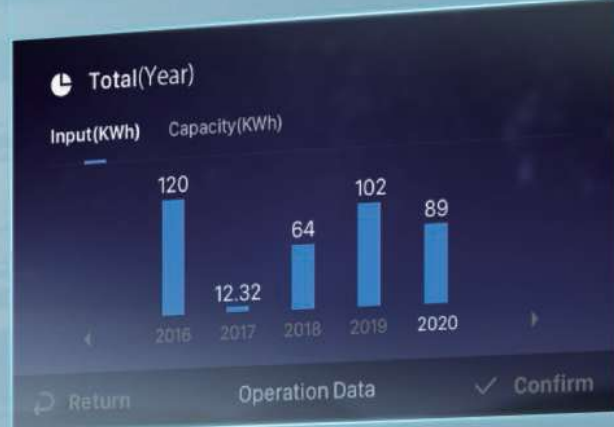 Total(Year)
Input(KWh) Capacity(KWh)
120
12.32
64
102
89
2016 2017 2018 2019 2020
Return Operation Data Confirm